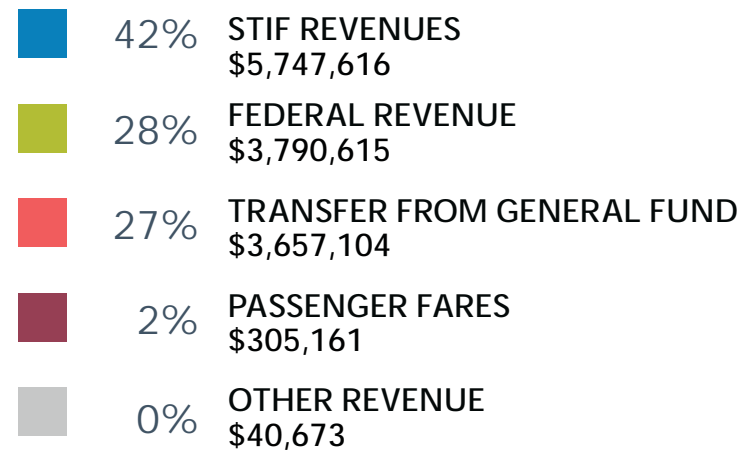 42% STIF REVENUES
$5,747,616
28% FEDERAL REVENUE
$3,790,615
27% TRANSFER FROM GENERAL FUND
$3,657,104
2% PASSENGER FARES
$305,161
0% OTHER REVENUE
$40,673